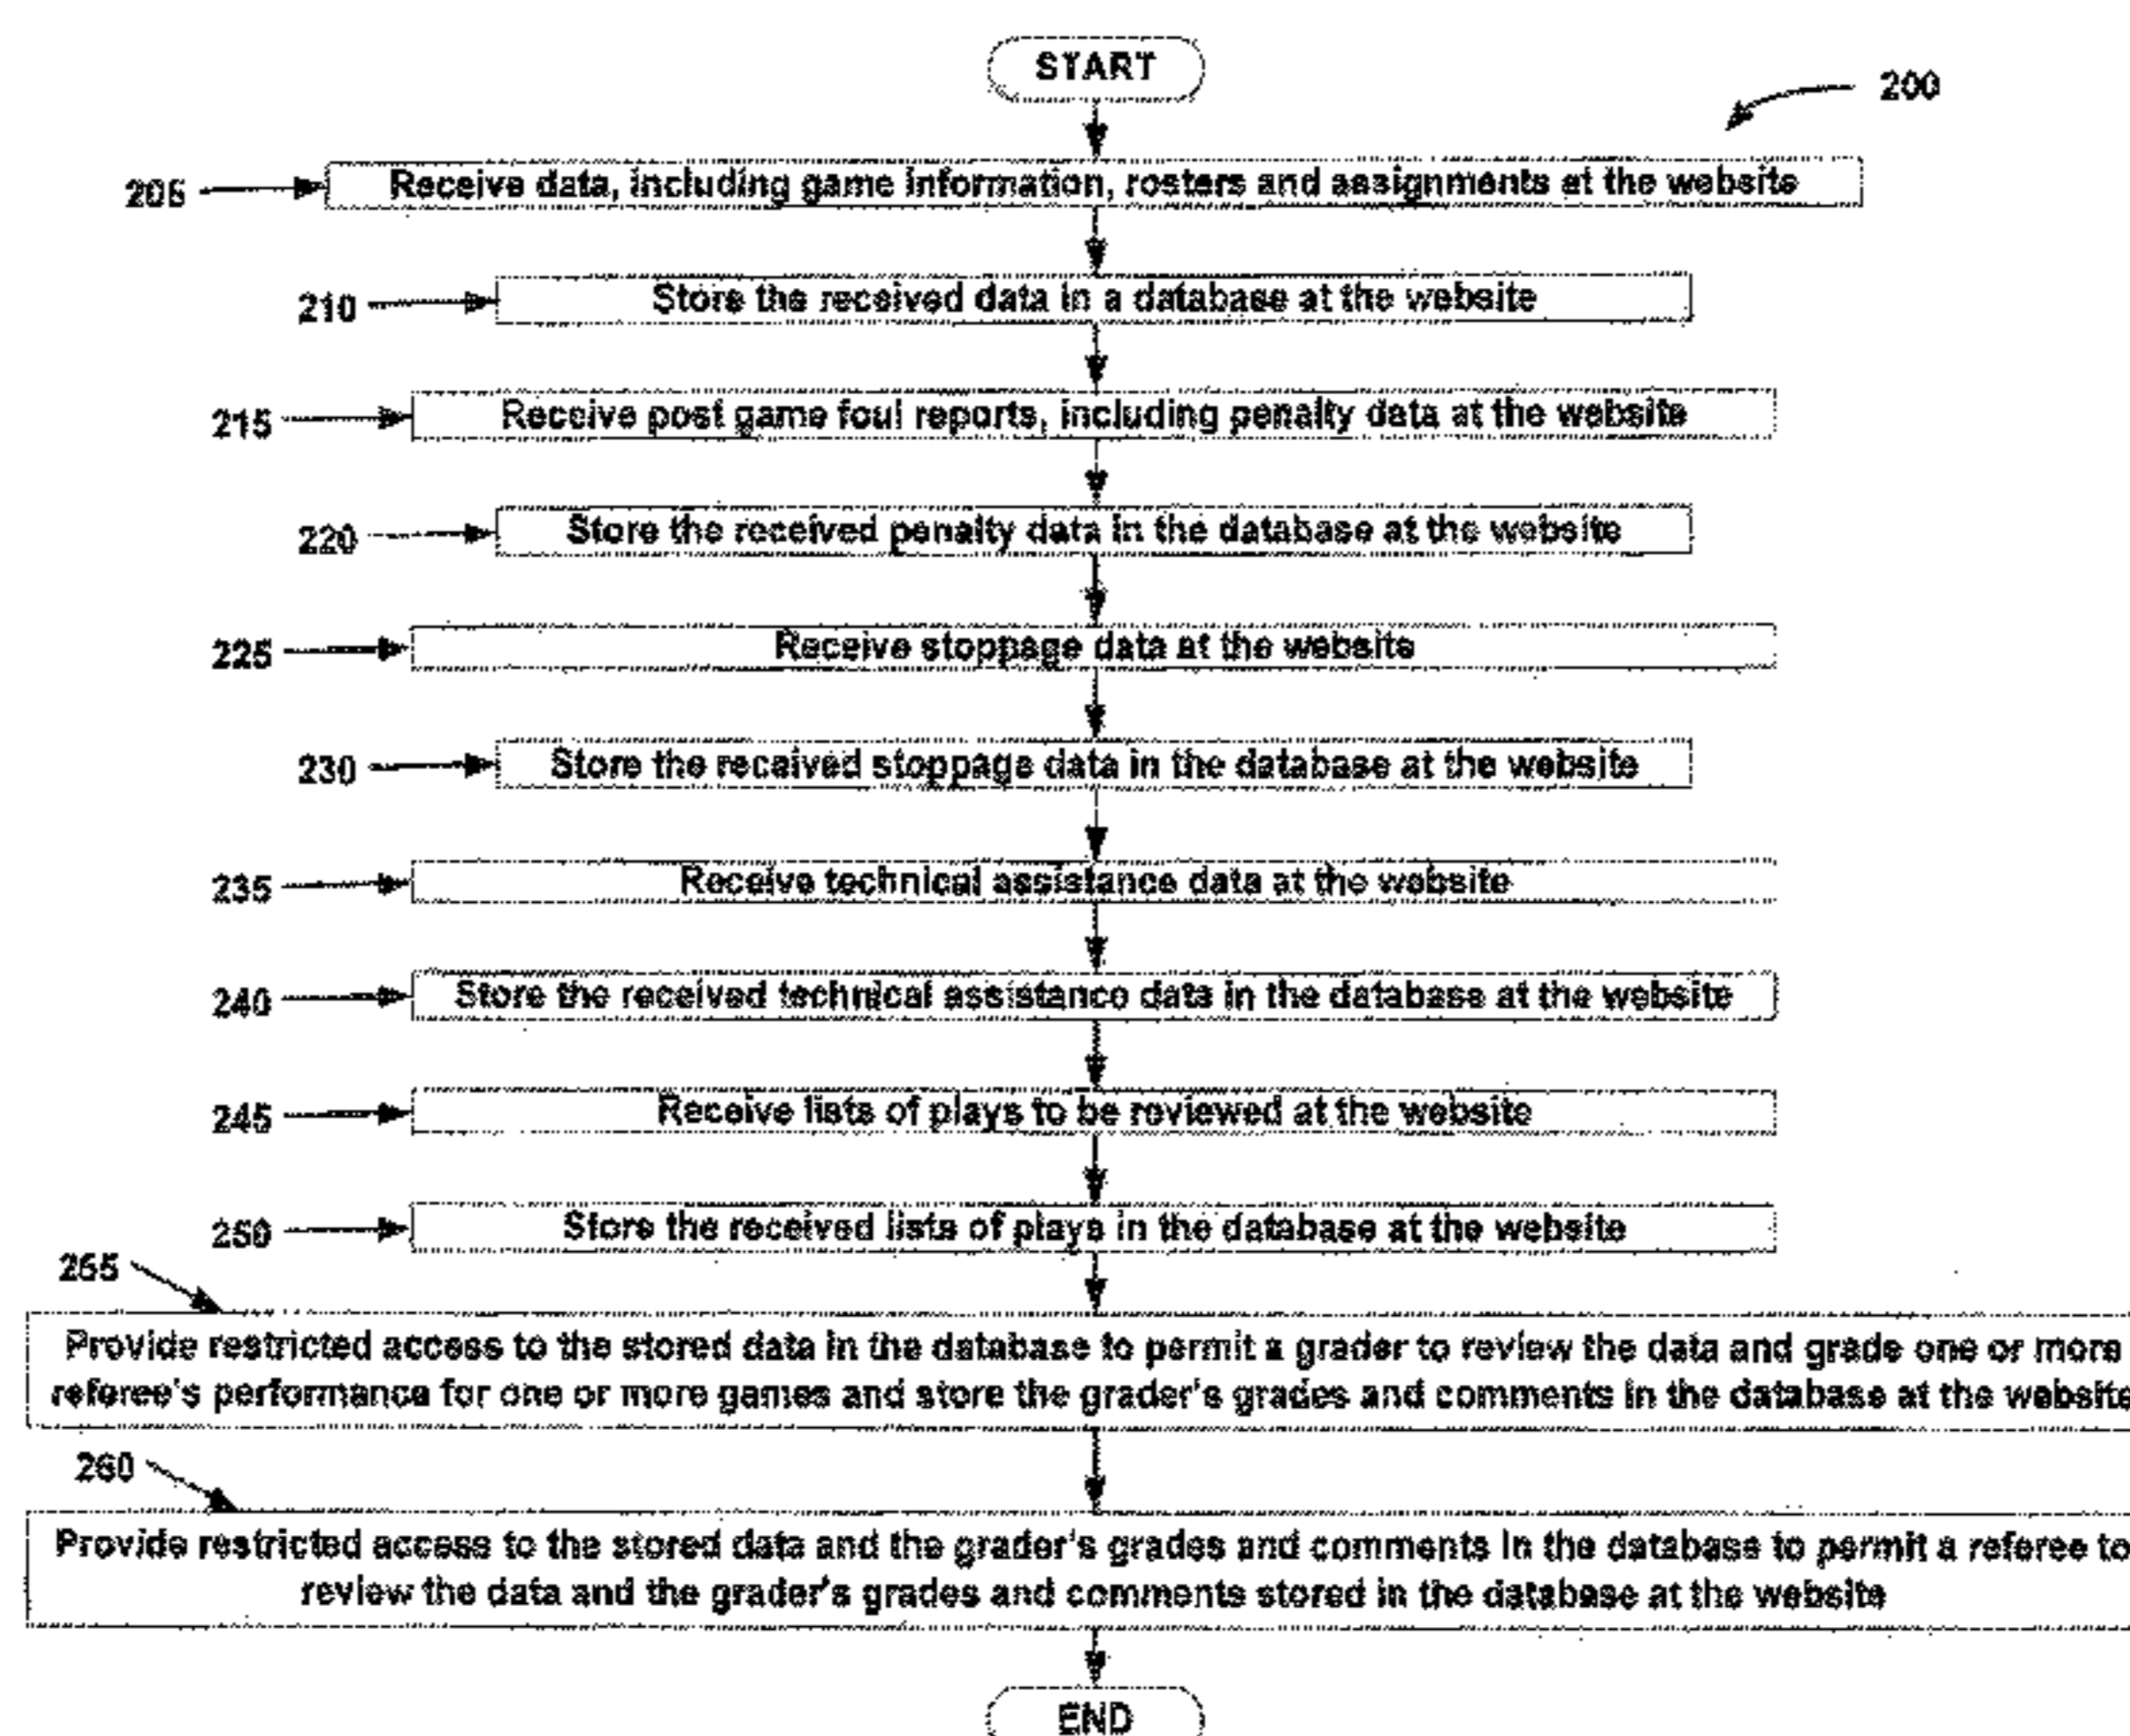 START
200
205
Receive data, including game information, rosters and assignments at the website
210
Store the received data in a database at the website
215
Receive post game foul reports, including penalty data at the website
220
Store the received penalty data in the database at the website
225
Receive stoppage data at the website
230
Store the received stoppage data in the database at the website
235
Receive technical assistance data at the website
240
Store the received technical assistance data in the database at the website
245
Receive lists of plays to be reviewed at the website
250
Store the received lists of plays in the database at the website
255
Provide restricted access to the stored data in the database to permit a grader to review the data and grade one or more
referee's performance for one or more games and store the grader's grades and comments in the database at the website
260
Provide restricted access to the stored data and the grader's grades and comments in the database to permit a referee to
review the data and the grader's grades and comments stored in the database at the website
END